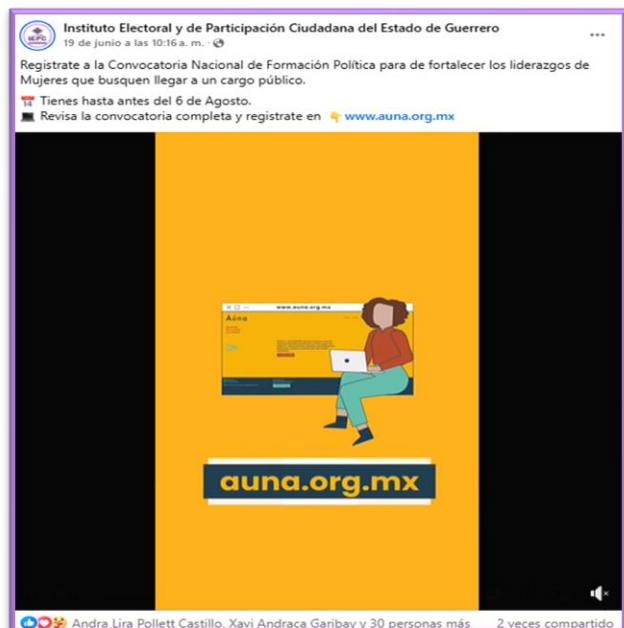 Instituto Electoral y de Participación Ciudadana del Estado de Guerrero
19 de junio a las 10:16 a. m. ·
Registrate a la Convocatoria Nacional de Formación Política para de fortalecer los liderazgos de
Mujeres que busquen llegar a un cargo público.
Tienes hasta antes del 6 de Agosto.
Revisa la convocatoria completa y registrate en www.auna.org.mx
www.auna.org.mx
Aúna
auna.org.mx
Andra Lira Pollett Castillo, Xavi Andraca Garibay y 30 personas más 2 veces compartido